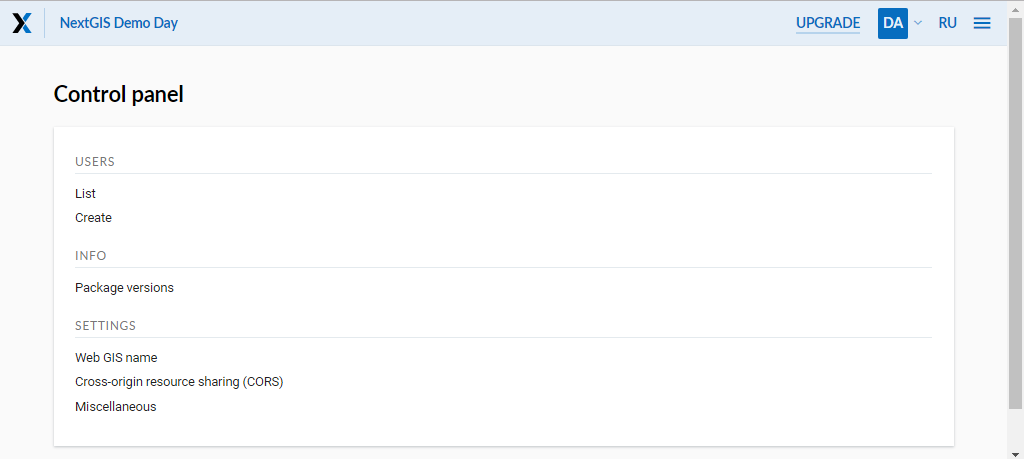 NextGIS Demo Day
UPGRADE
DA
RU
Control panel
USERS
List
Create
INFO
Package versions
SETTINGS
Web GIS name
Cross-origin resource sharing (CORS)
Miscellaneous